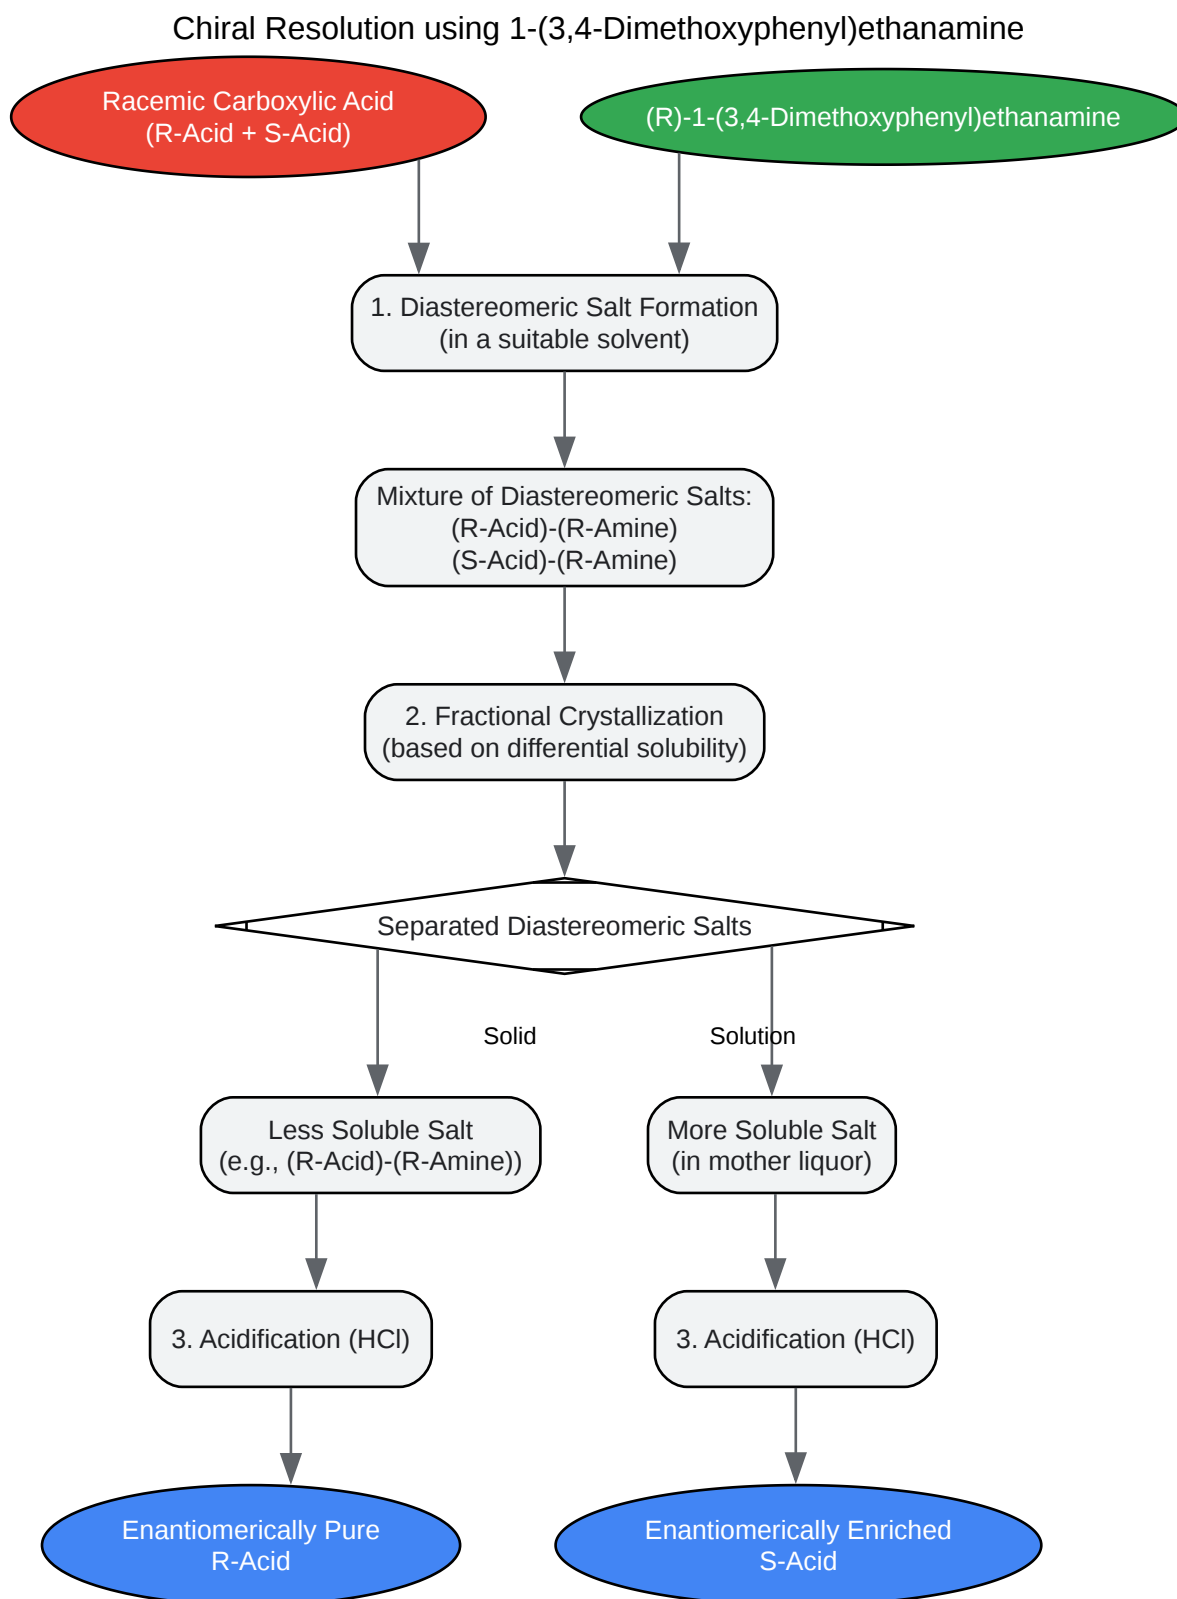 Chiral Resolution using 1-(3,4-Dimethoxyphenyl)ethanamine
Racemic Carboxylic Acid
(R-Acid + S-Acid)
(R)-1-(3,4-Dimethoxyphenyl)ethanamine
1. Diastereomeric Salt Formation
(in a suitable solvent)
Mixture of Diastereomeric Salts:
(R-Acid)-(R-Amine)
(S-Acid)-(R-Amine)
2. Fractional Crystallization
(based on differential solubility)
Separated Diastereomeric Salts
Solid
Solution
Less Soluble Salt
(e.g., (R-Acid)-(R-Amine))
More Soluble Salt
(in mother liquor)
3. Acidification (HCl)
3. Acidification (HCl)
Enantiomerically Pure
R-Acid
Enantiomerically Enriched
S-Acid